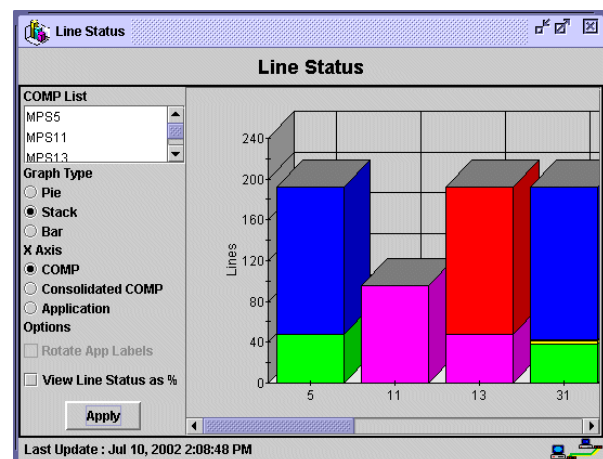 Line Status
Line Status
COMP List
MPS5
MPS11
MPS13
Graph Type
Pie
Stack
Bar
X Axis
COMP
Consolidated COMP
Application
Options
Rotate App Labels
View Line Status as %
Apply
Lines
240
200
160
120
80
40
0
5 11 13 31
Last Update : Jul 10, 2002 2:08:48 PM